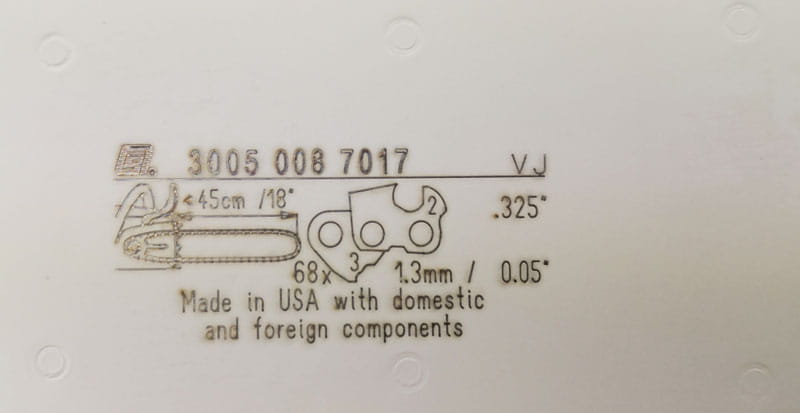 3005 008 7017 VJ
<45cm /18" 2 .325"
68x 3 1.3mm / 0.05"
Made in USA with domestic
and foreign components